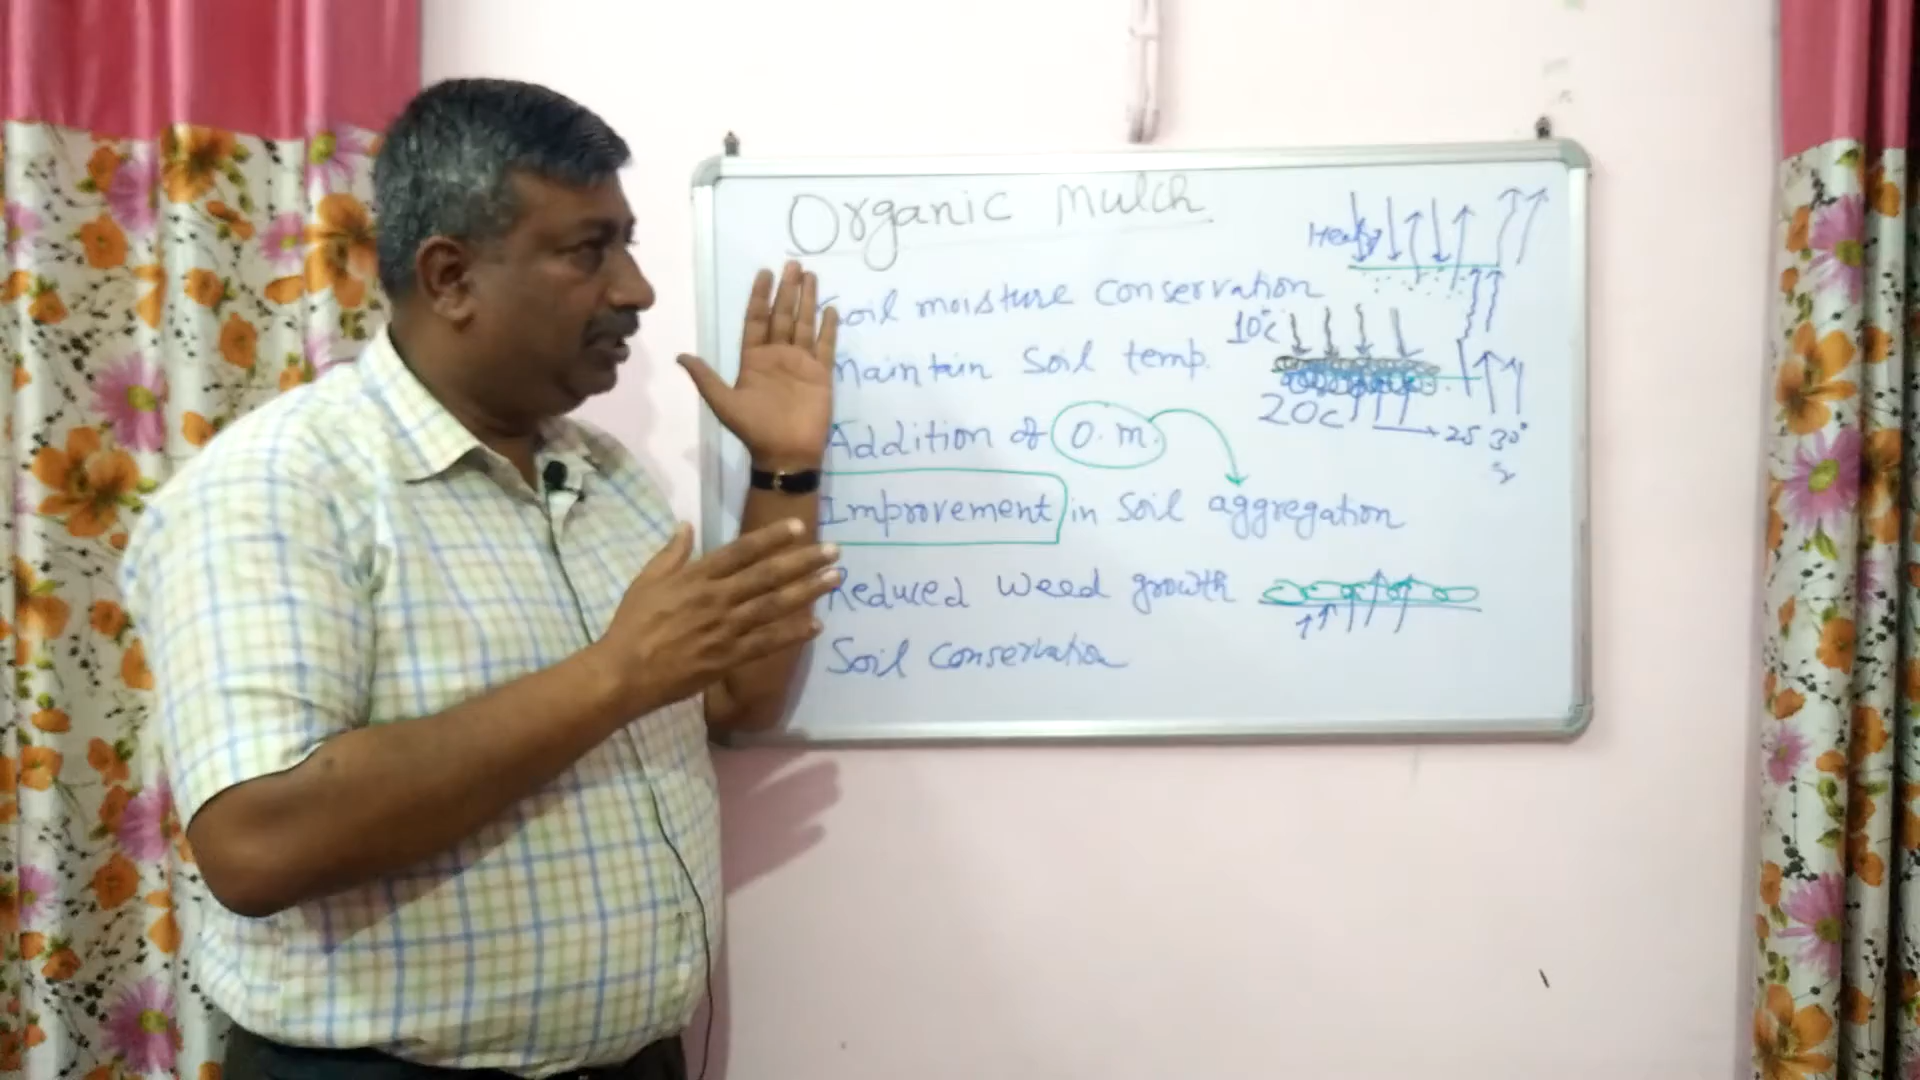 Organic Mulch
Soil moisture conservation
Maintain Soil temp.
Addition of O.M.
Improvement in soil aggregation
Reduced weed growth
Soil conservation
Heat
10°C
20c
25 30°